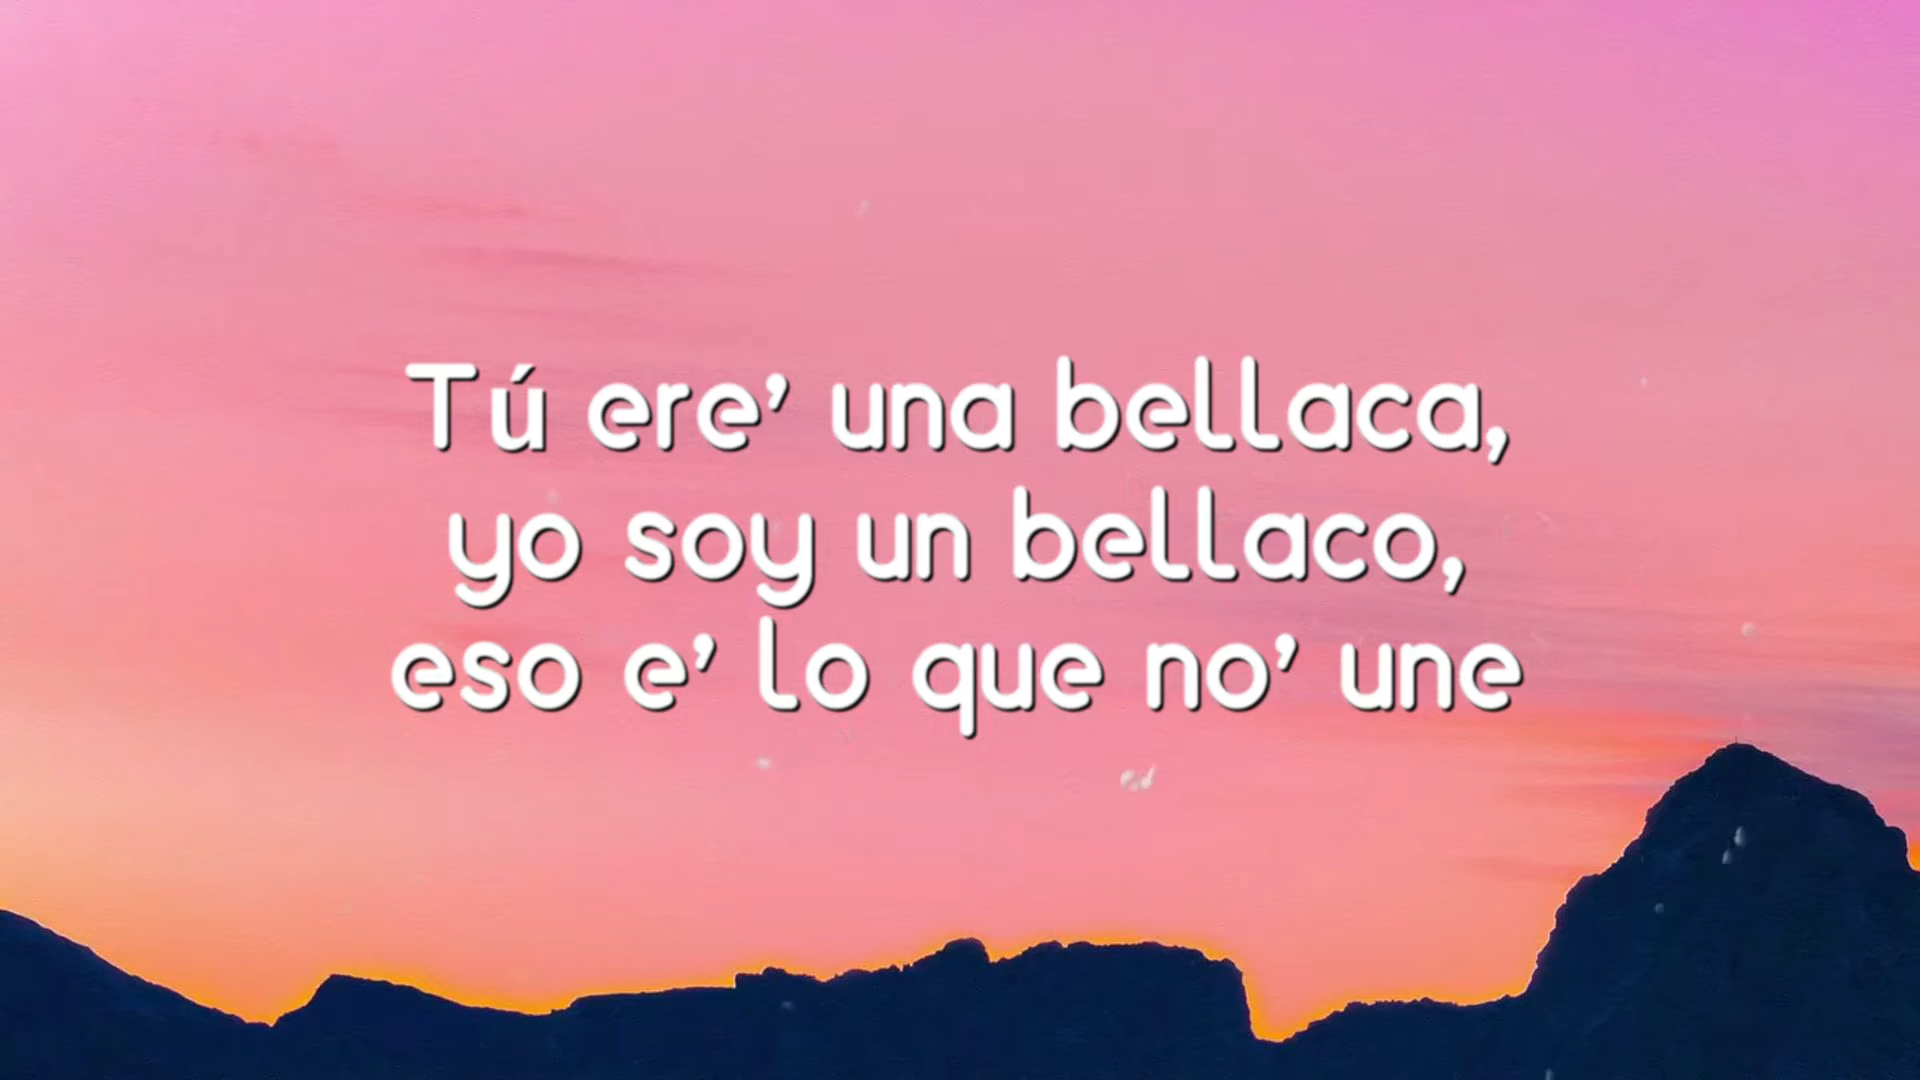 Tú ere' una bellaca,
yo soy un bellaco,
eso e' lo que no' une